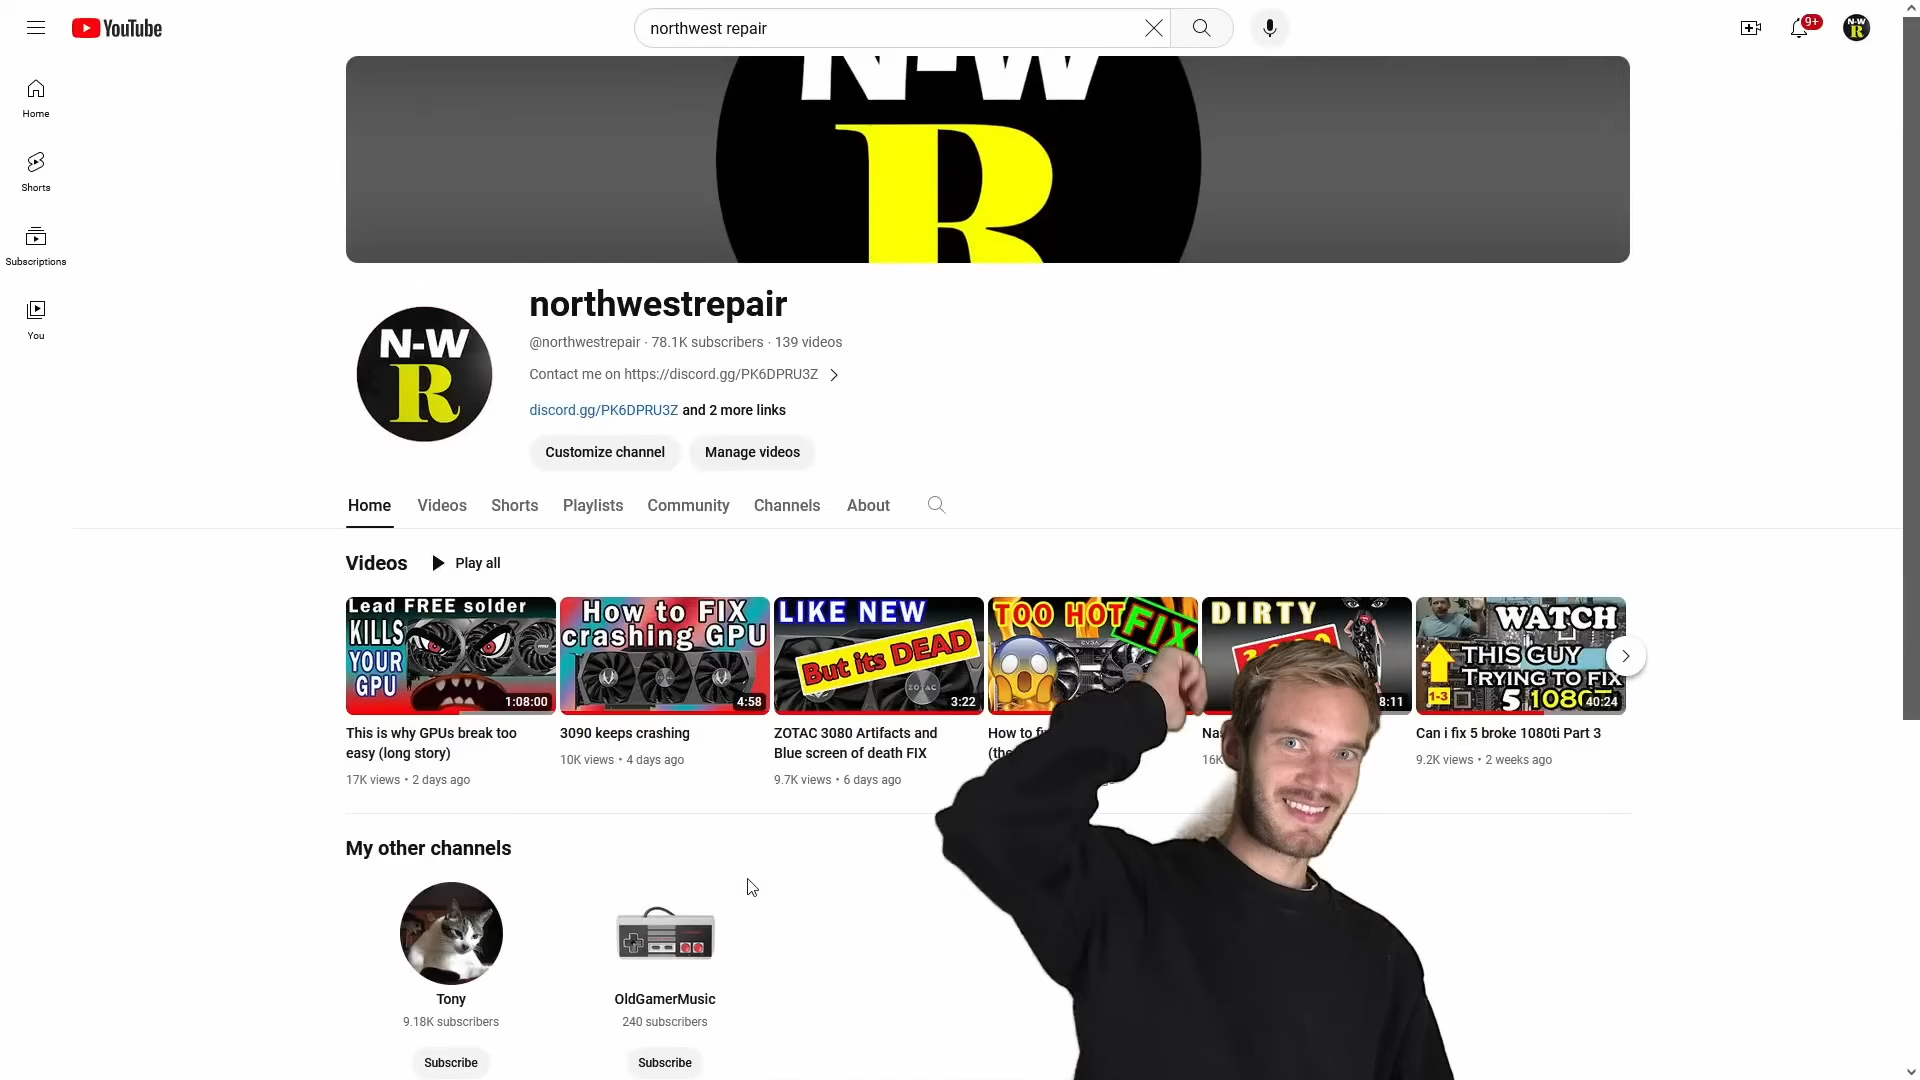 YouTube
northwest repair
9+
N-W
R
Home
Shorts
Subscriptions
You
N-W
R
N-W
R
northwestrepair
@northwestrepair · 78.1K subscribers · 139 videos
Contact me on https://discord.gg/PK6DPRU3Z
discord.gg/PK6DPRU3Z and 2 more links
Customize channel
Manage videos
Home
Videos
Shorts
Playlists
Community
Channels
About
Videos
Play all
Lead FREE solder
KILLS
YOUR
GPU
1:08:00
This is why GPUs break too
easy (long story)
17K views • 2 days ago
How to FIX
crashing GPU
ZOTAC
4:58
3090 keeps crashing
10K views • 4 days ago
LIKE NEW
But its DEAD
ZOTAC
3:22
ZOTAC 3080 Artifacts and
Blue screen of death FIX
9.7K views • 6 days ago
TOO HOT
FIX
EVGA
How to
DIRTY
8:11
16K
WATCH
THIS GUY
TRYING TO FIX
1-3
5
40:24
Can i fix 5 broke 1080ti Part 3
9.2K views • 2 weeks ago
My other channels
Tony
9.18K subscribers
Subscribe
OldGamerMusic
240 subscribers
Subscribe